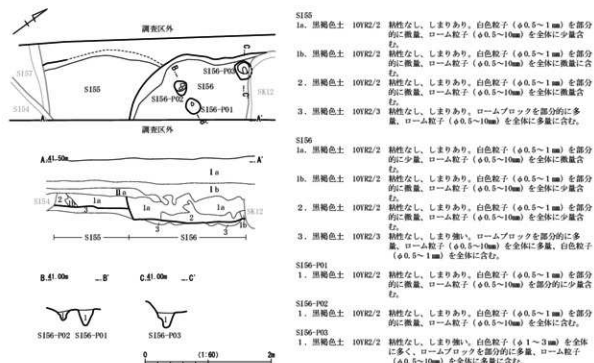 調査区外
SI57
SI54
SI55
SI56-P03
SI56
SI56-P02
SI56-P01
SK12
調査区外
A
A'
B
C
C'
A.41.50m
A'
Ⅰa
Ⅰb
Ⅱa
SI54
2
1b
1a
3
1a
1a
2
3
3
1b
SK12
SI55
SI56
B.41.00m
B'
C.41.00m
C'
1
1
1
SI56-P02 SI56-P01
SI56-P03
0
(1:60)
2m
SI55
1a. 黒褐色土 10YR2/2 粘性なし、しまりあり。白色粒子(φ0.5~1㎜)を部分
的に微量、ローム粒子(φ0.5~10㎜)を全体に少量含
む。
1b. 黒褐色土 10YR2/2 粘性なし、しまりあり。白色粒子(φ0.5~1㎜)を部分
的に微量、ローム粒子(φ0.5~10㎜)を全体に微量に含
む。
2. 黒褐色土 10YR2/2 粘性なし、しまりあり。白色粒子(φ0.5~1㎜)を部分
的に微量、ローム粒子(φ0.5~10㎜)を全体に少量含
む。
3. 黒褐色土 10YR2/3 粘性なし、しまりあり。ロームブロックを部分的に多
量、ローム粒子(φ0.5~10㎜)を全体に多量に含む。
SI56
1a. 黒褐色土 10YR2/2 粘性なし、しまりあり。白色粒子(φ0.5~1㎜)を部分
的に少量、ローム粒子(φ0.5~10㎜)を全体に微量含
む。
1b. 黒褐色土 10YR2/2 粘性なし、しまりあり。白色粒子(φ0.5~1㎜)を部分
的に微量、ローム粒子(φ0.5~10㎜)を全体に少量含
む。
2. 黒褐色土 10YR2/2 粘性なし、しまりあり。白色粒子(φ0.5~1㎜)を部分
的に微量、ローム粒子(φ0.5~10㎜)を全体に少量含
む。
3. 黒褐色土 10YR2/3 粘性なし、しまり強い。ロームブロックを部分的に多
量、ローム粒子(φ0.5~10㎜)を全体に多量、白色粒子
(φ0.5~1㎜)を全体に含む。
SI56-P01
1. 黒褐色土 10YR2/2 粘性なし、しまりあり。白色粒子(φ0.5~1㎜)を部分
的に微量、ローム粒子(φ0.5~10㎜)を部分的に少量含
む。
SI56-P02
1. 黒褐色土 10YR2/2 粘性なし、しまりあり。白色粒子(φ0.5~1㎜)を部分
的に微量、ローム粒子(φ0.5~10㎜)を全体に少量含む。
SI56-P03
1. 黒褐色土 10YR2/2 粘性なし、しまり強い。白色粒子(φ1~3㎜)を全体
に多く、ロームブロックを部分的に多量、ローム粒子
(φ0.5~10㎜)を全体に多量に含む。